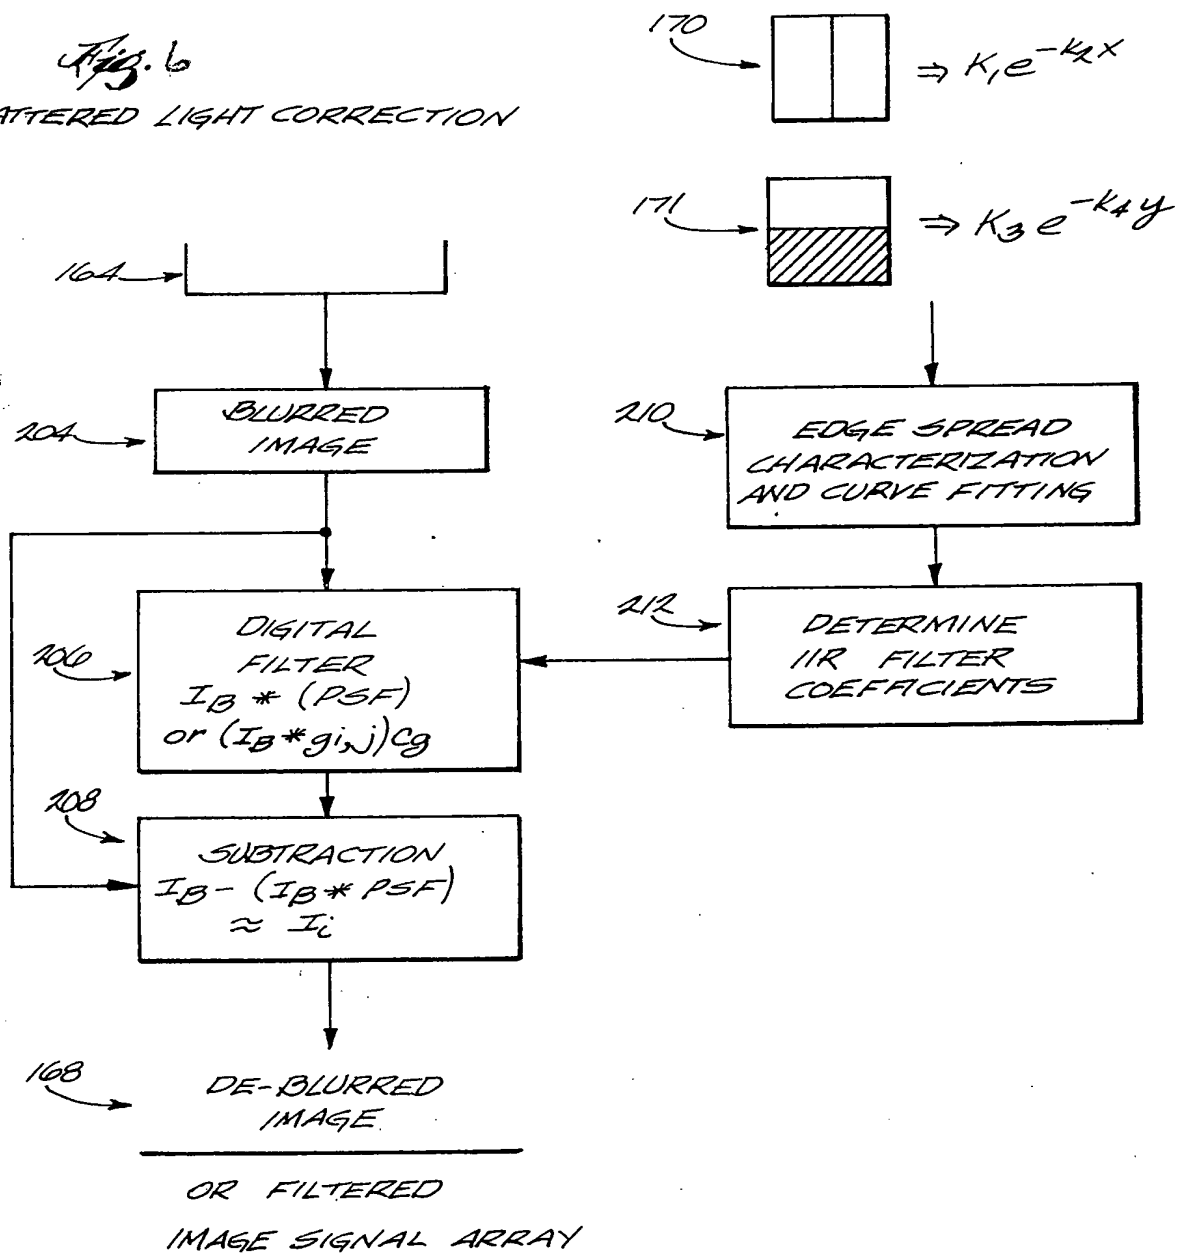 Fig. 6
ATTERED LIGHT CORRECTION
170
⇒ K₁e^-k₂x
171
⇒ K₃e^-k₄y
164
204
BLURRED
IMAGE
210
EDGE SPREAD
CHARACTERIZATION
AND CURVE FITTING
206
DIGITAL
FILTER
I_B * (PSF)
or (I_B * gi,j)Cg
212
DETERMINE
IIR FILTER
COEFFICIENTS
208
SUBTRACTION
I_B - (I_B * PSF)
≈ I_i
168
DE-BLURRED
IMAGE
OR FILTERED
IMAGE SIGNAL ARRAY